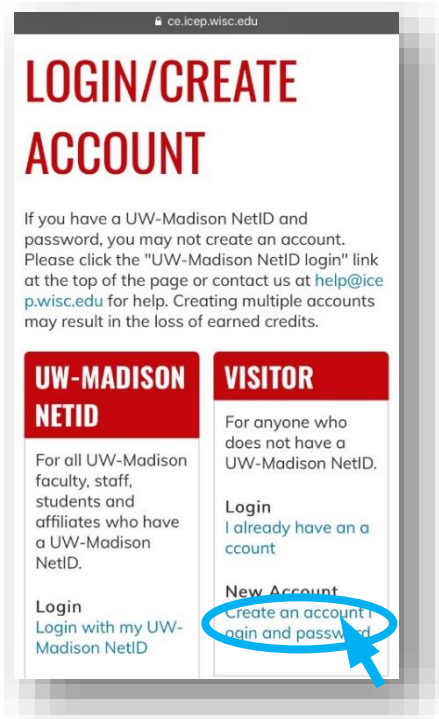 ce.icep.wisc.edu
LOGIN/CREATE
ACCOUNT
If you have a UW-Madison NetID and
password, you may not create an account.
Please click the "UW-Madison NetID login" link
at the top of the page or contact us at help@ice
p.wisc.edu for help. Creating multiple accounts
may result in the loss of earned credits.
UW-MADISON
NETID
For all UW-Madison
faculty, staff,
students and
affiliates who have
a UW-Madison
NetID.
Login
Login with my UW-
Madison NetID
VISITOR
For anyone who
does not have a
UW-Madison NetID.
Login
I already have an a
ccount
New Account
Create an account l
ogin and password